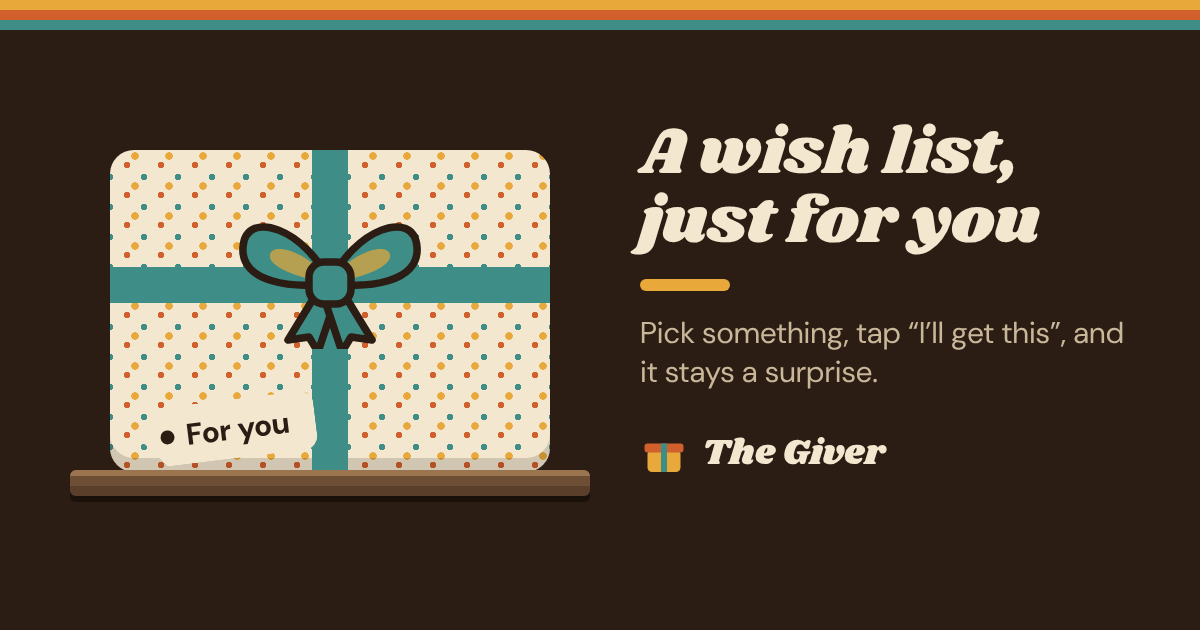 A wish list,
just for you
Pick something, tap “I’ll get this”, and
it stays a surprise.
The Giver
For you